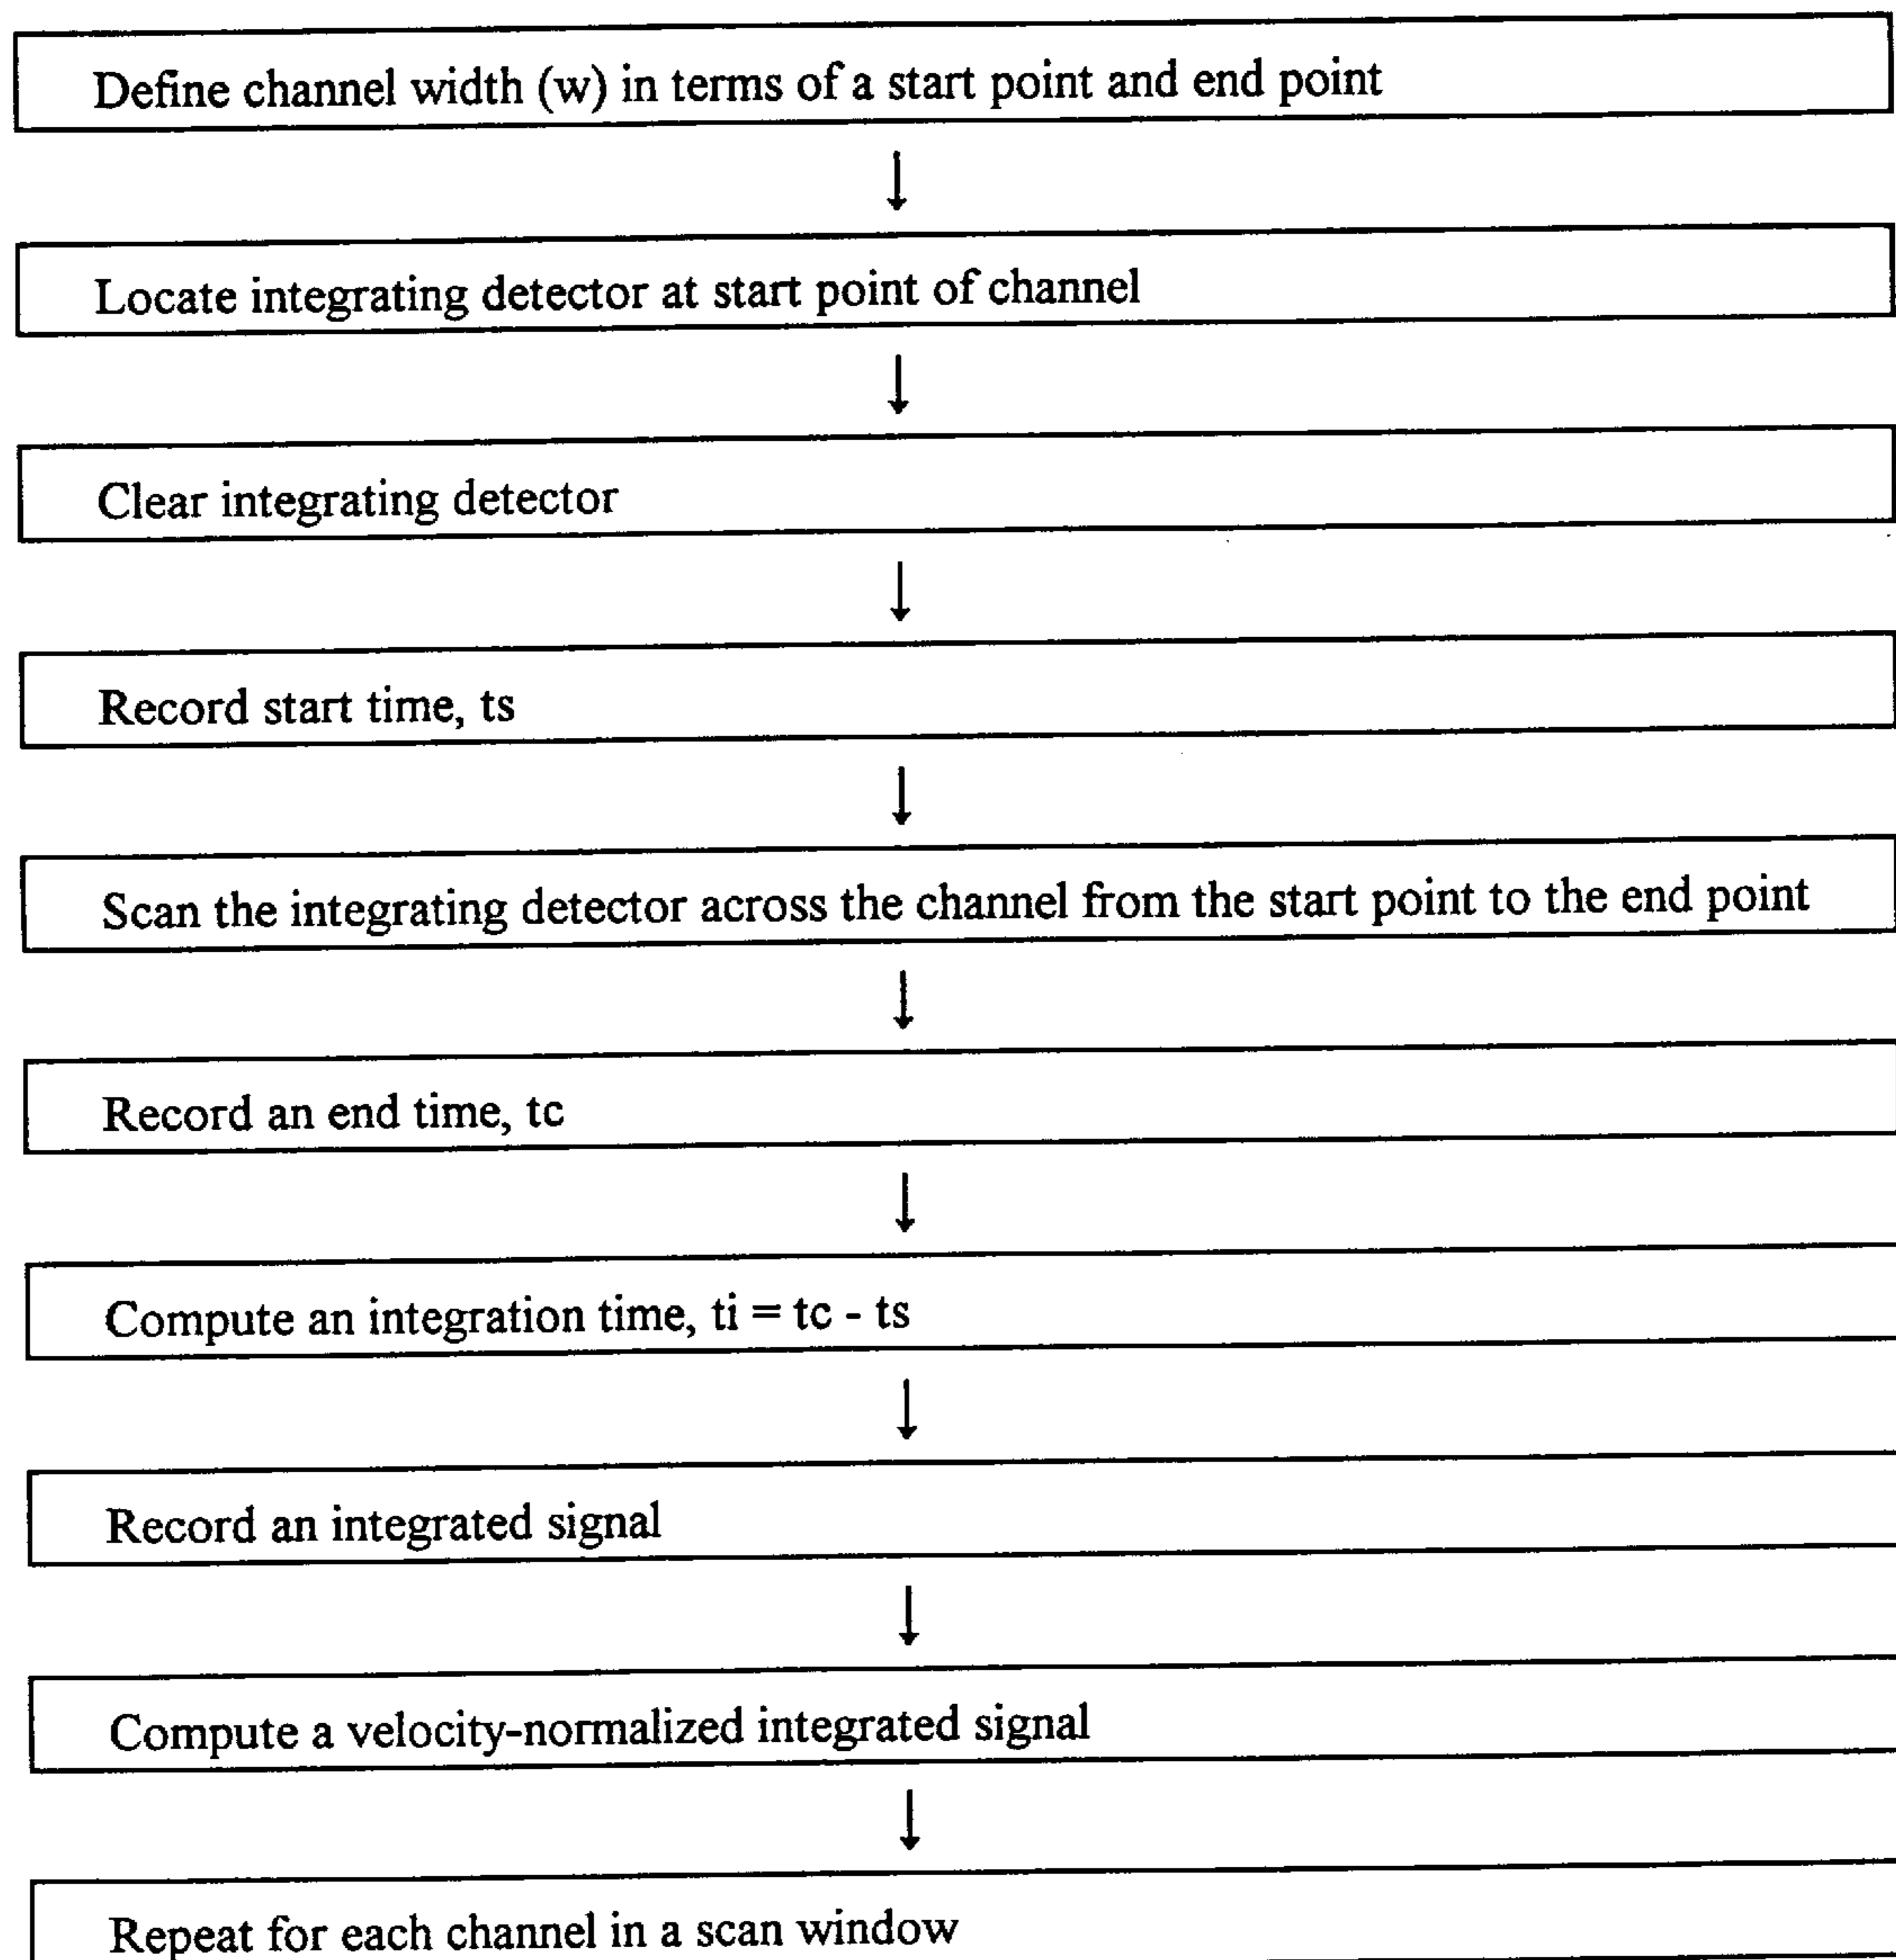 Define channel width (w) in terms of a start point and end point
Locate integrating detector at start point of channel
Clear integrating detector
Record start time, ts
Scan the integrating detector across the channel from the start point to the end point
Record an end time, tc
Compute an integration time, ti = tc - ts
Record an integrated signal
Compute a velocity-normalized integrated signal
Repeat for each channel in a scan window